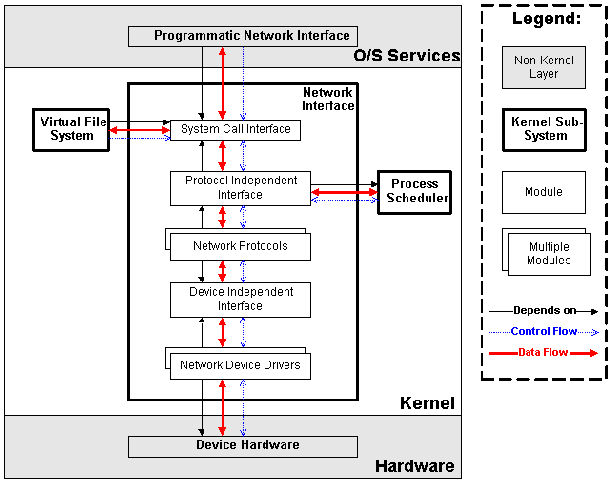 Programmatic Network Interface
O/S Services
Network
Interface
Virtual File
System
System Call Interface
Protocol Independent
Interface
Process
Scheduler
Network Protocols
Device Independent
Interface
Network Device Drivers
Kernel
Device Hardware
Hardware
Legend:
Non Kernel
Layer
Kernel Sub-
System
Module
Multiple
Modules
Depends on
Control Flow
Data Flow